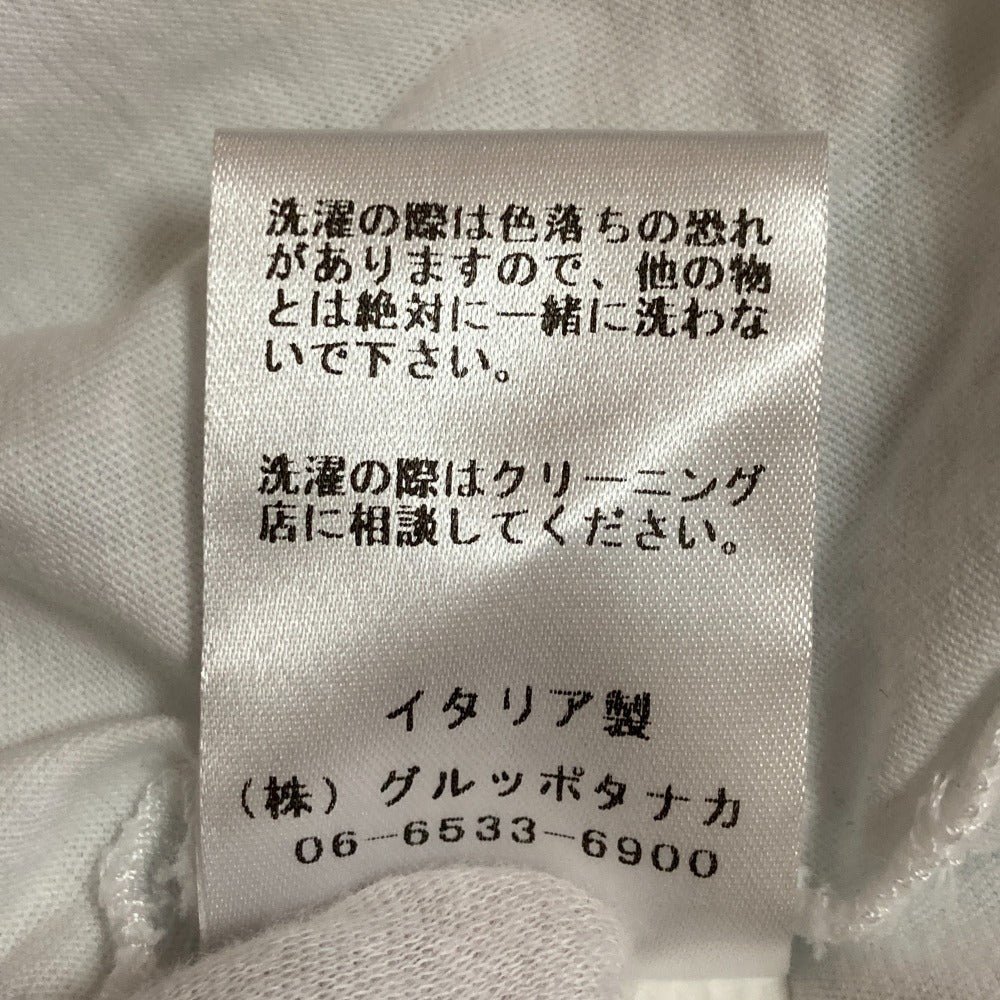 洗濯の際は色落ちの恐れ
がありますので、他の物
とは絶対に一緒に洗わな
いで下さい。
洗濯の際はクリーニング
店に相談してください。
イタリア製
(株)グルッポタナカ
06-6533-6900